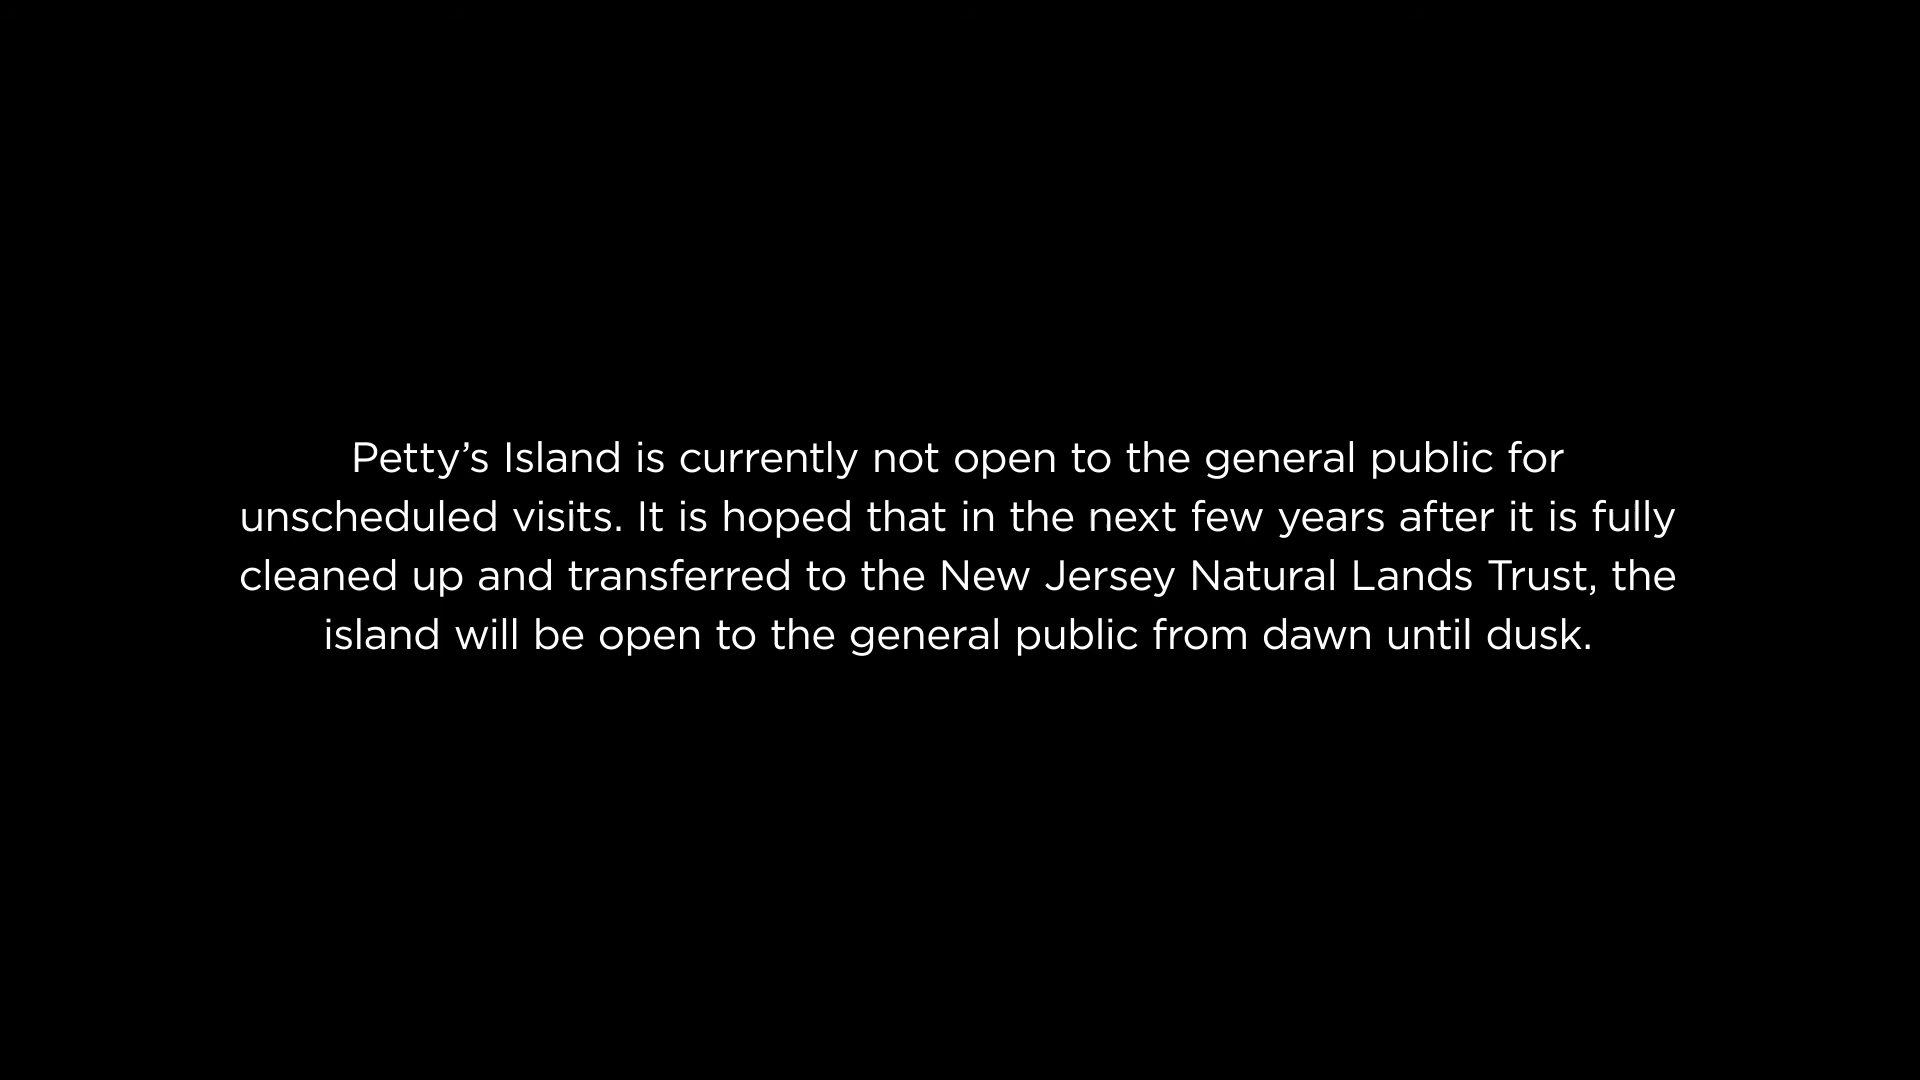 Petty’s Island is currently not open to the general public for
unscheduled visits. It is hoped that in the next few years after it is fully
cleaned up and transferred to the New Jersey Natural Lands Trust, the
island will be open to the general public from dawn until dusk.